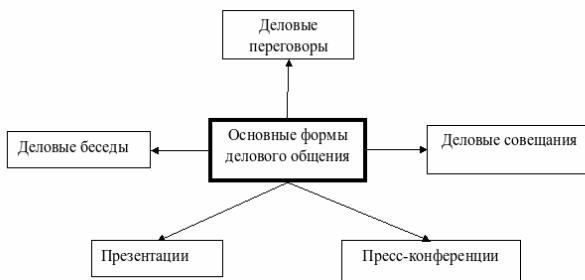 Деловые
переговоры
Деловые беседы
Основные формы
делового общения
Деловые совещания
Презентации
Пресс-конференции